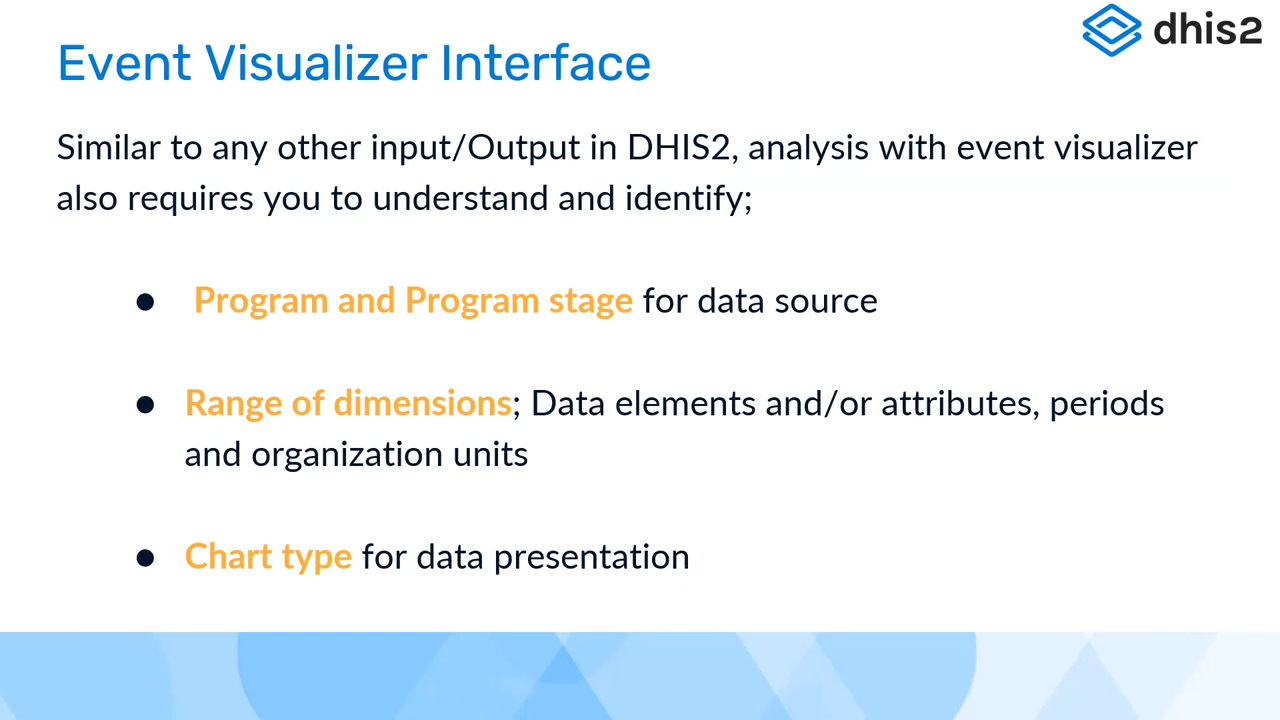 dhis2
Event Visualizer Interface
Similar to any other input/Output in DHIS2, analysis with event visualizer
also requires you to understand and identify;
● Program and Program stage for data source
● Range of dimensions; Data elements and/or attributes, periods
and organization units
● Chart type for data presentation